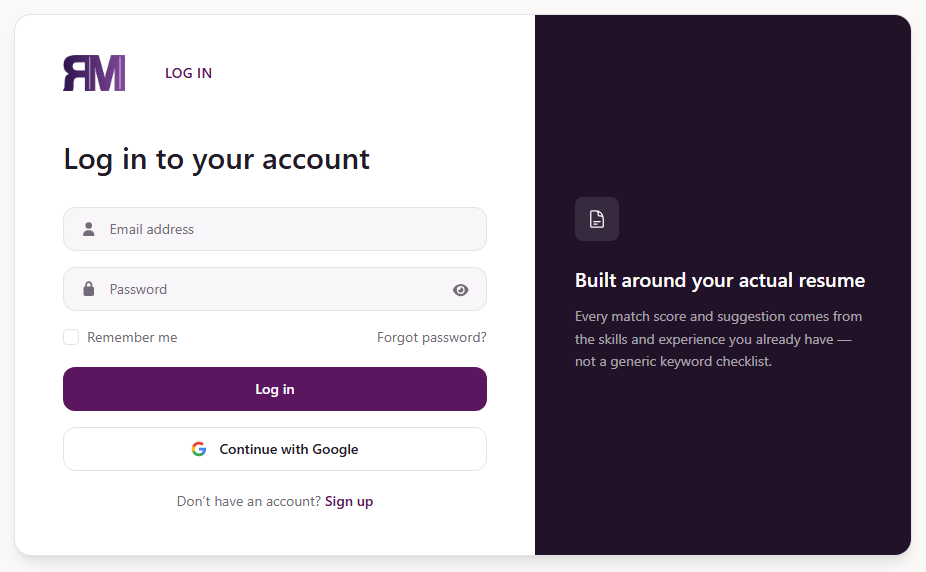 RMI
LOG IN
Log in to your account
Email address
Password
Remember me
Forgot password?
Log in
Continue with Google
Don't have an account? Sign up
Built around your actual resume
Every match score and suggestion comes from
the skills and experience you already have —
not a generic keyword checklist.